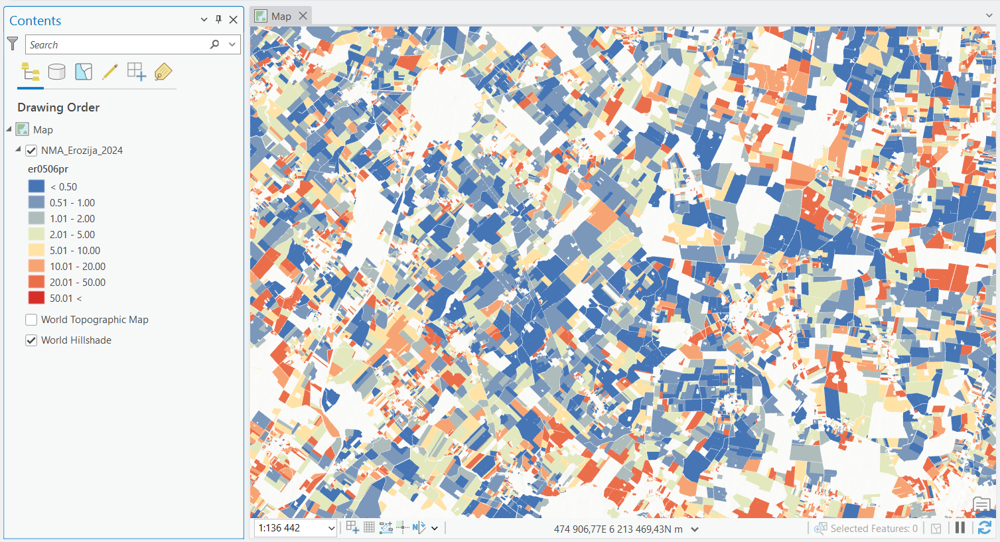 Contents
Search
Drawing Order
Map
NMA_Erozija_2024
er0506pr
< 0.50
0.51 - 1.00
1.01 - 2.00
2.01 - 5.00
5.01 - 10.00
10.01 - 20.00
20.01 - 50.00
50.01 <
World Topographic Map
World Hillshade
Map
1:136 442
N
474 906,77E 6 213 469,43N m
Selected Features: 0